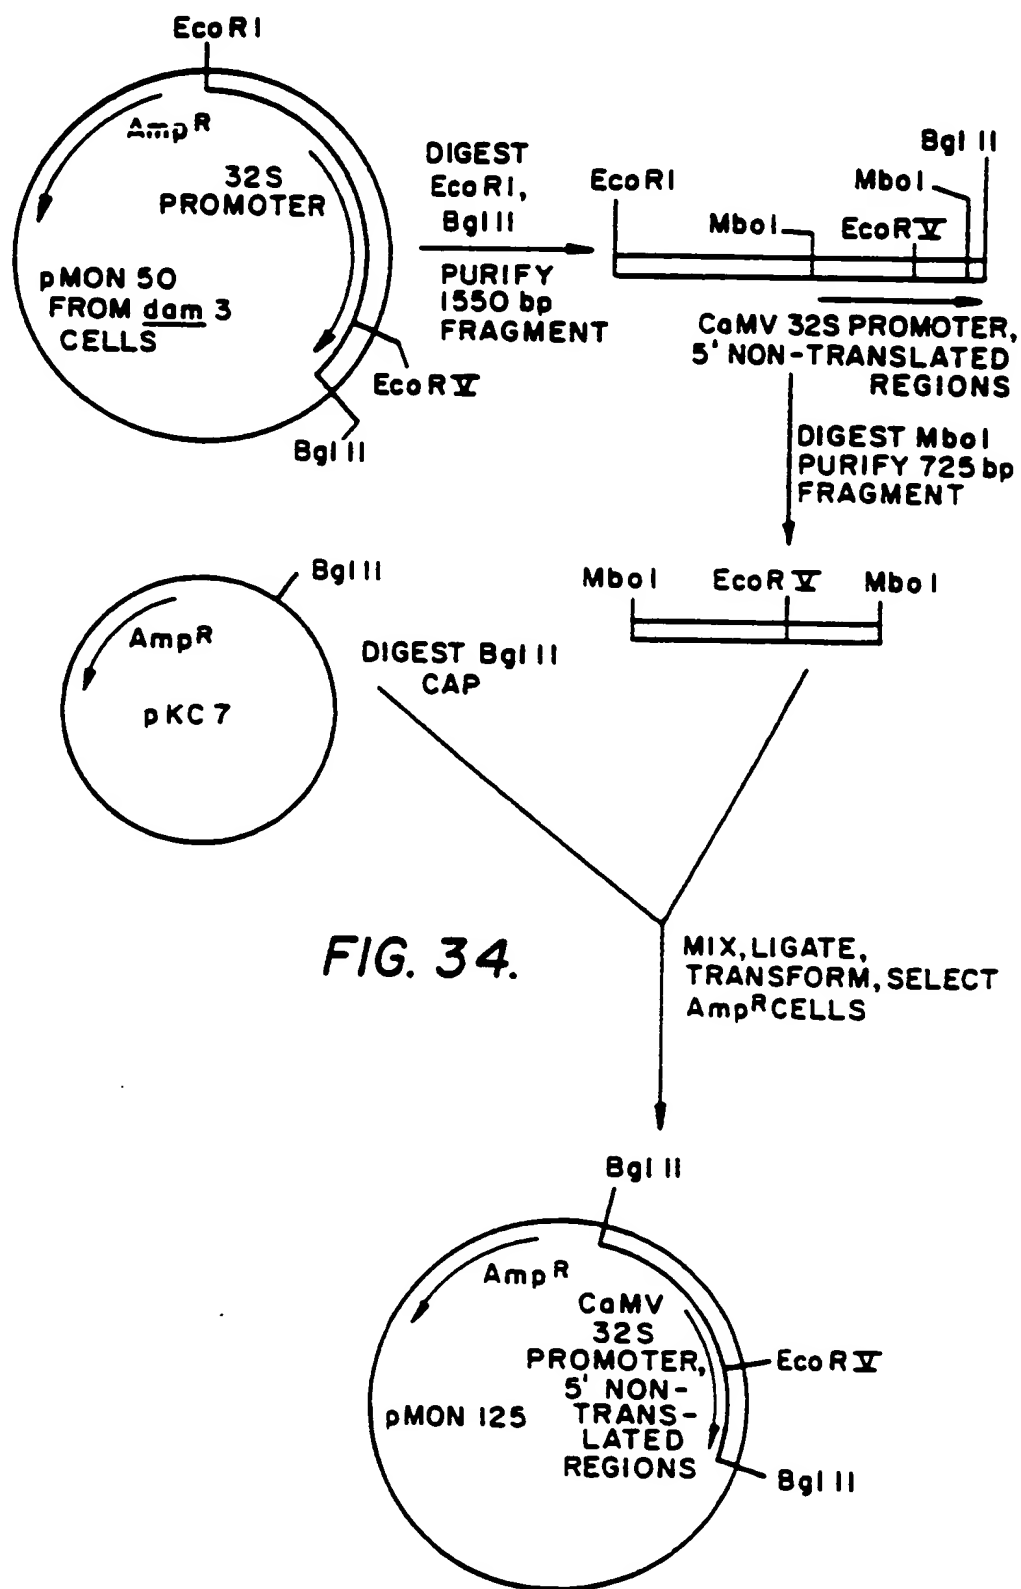 EcoRI
AmpR
32S
PROMOTER
pMON 50
FROM dam 3
CELLS
EcoRV
BglII
DIGEST
EcoRI,
BglII
PURIFY
1550 bp
FRAGMENT
EcoRI
MboI
EcoRV
MboI
BglII
CaMV 32S PROMOTER,
5' NON-TRANSLATED
REGIONS
DIGEST MboI
PURIFY 725bp
FRAGMENT
BglII
AmpR
pKC7
DIGEST BglII
CAP
MboI
EcoRV
MboI
FIG. 34.
MIX, LIGATE,
TRANSFORM, SELECT
AmpR CELLS
BglII
AmpR
CaMV
32S
PROMOTER,
5' NON-
TRANS-
LATED
REGIONS
pMON 125
EcoRV
BglII